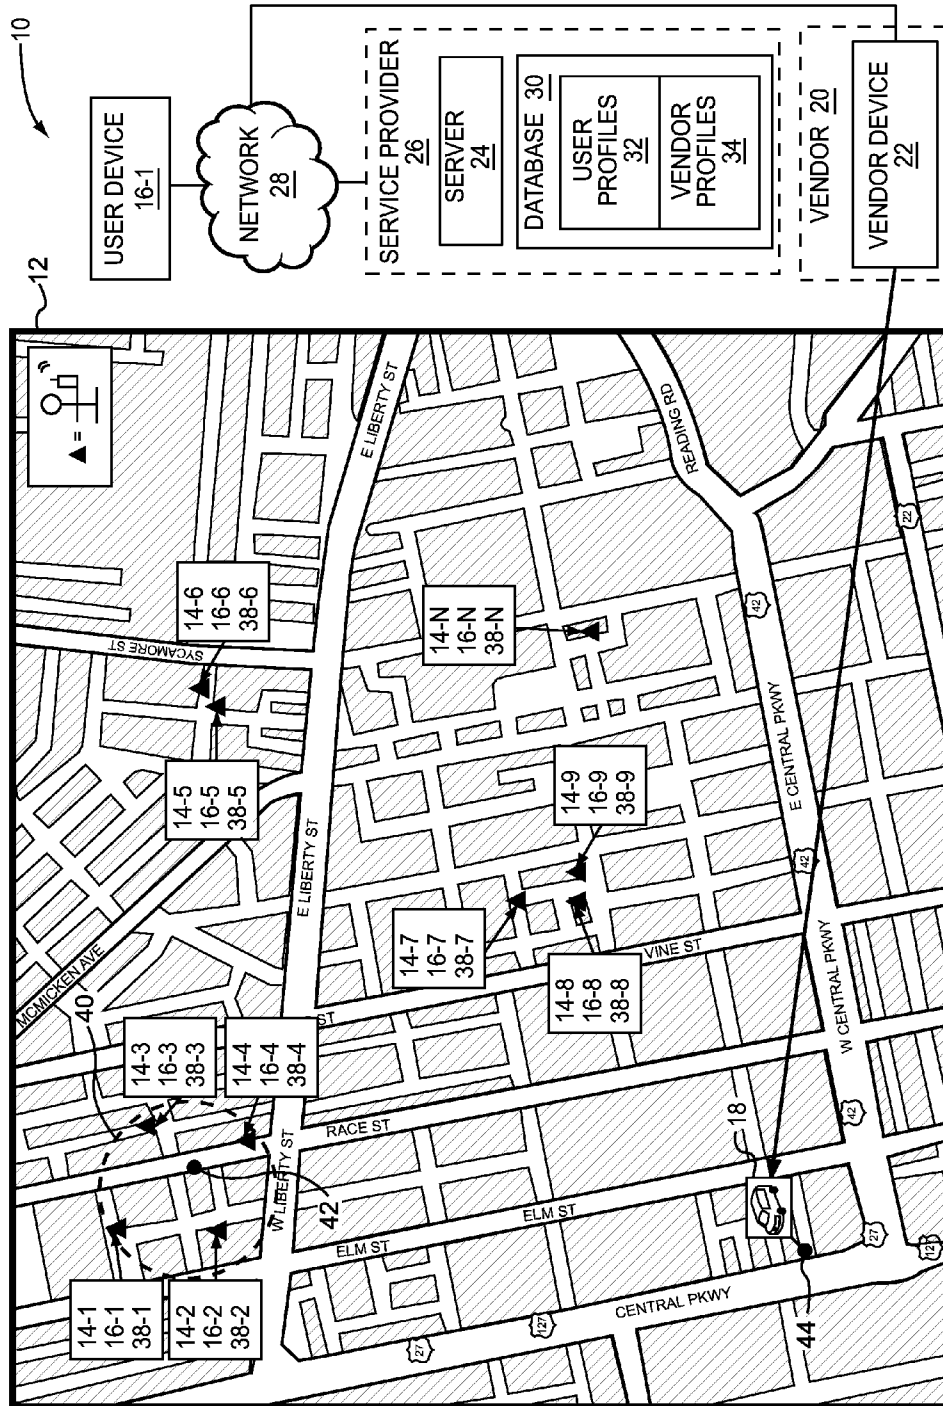 10
USER DEVICE
16-1
NETWORK
28
SERVICE PROVIDER
26
SERVER
24
DATABASE 30
USER
PROFILES
32
VENDOR
PROFILES
34
VENDOR 20
VENDOR DEVICE
22
12
▲ =
14-1
16-1
38-1
14-2
16-2
38-2
40
MCMICKEN AVE
14-3
16-3
38-3
14-4
16-4
38-4
14-5
16-5
38-5
14-6
16-6
38-6
SYCAMORE ST
W LIBERTY ST
E LIBERTY ST
E LIBERTY ST
ST
42
RACE ST
ELM ST
ELM ST
VINE ST
14-7
16-7
38-7
14-8
16-8
38-8
14-9
16-9
38-9
14-N
16-N
38-N
READING RD
CENTRAL PKWY
27
127
18
44
27
127
42
W CENTRAL PKWY
42
E CENTRAL PKWY
42
22